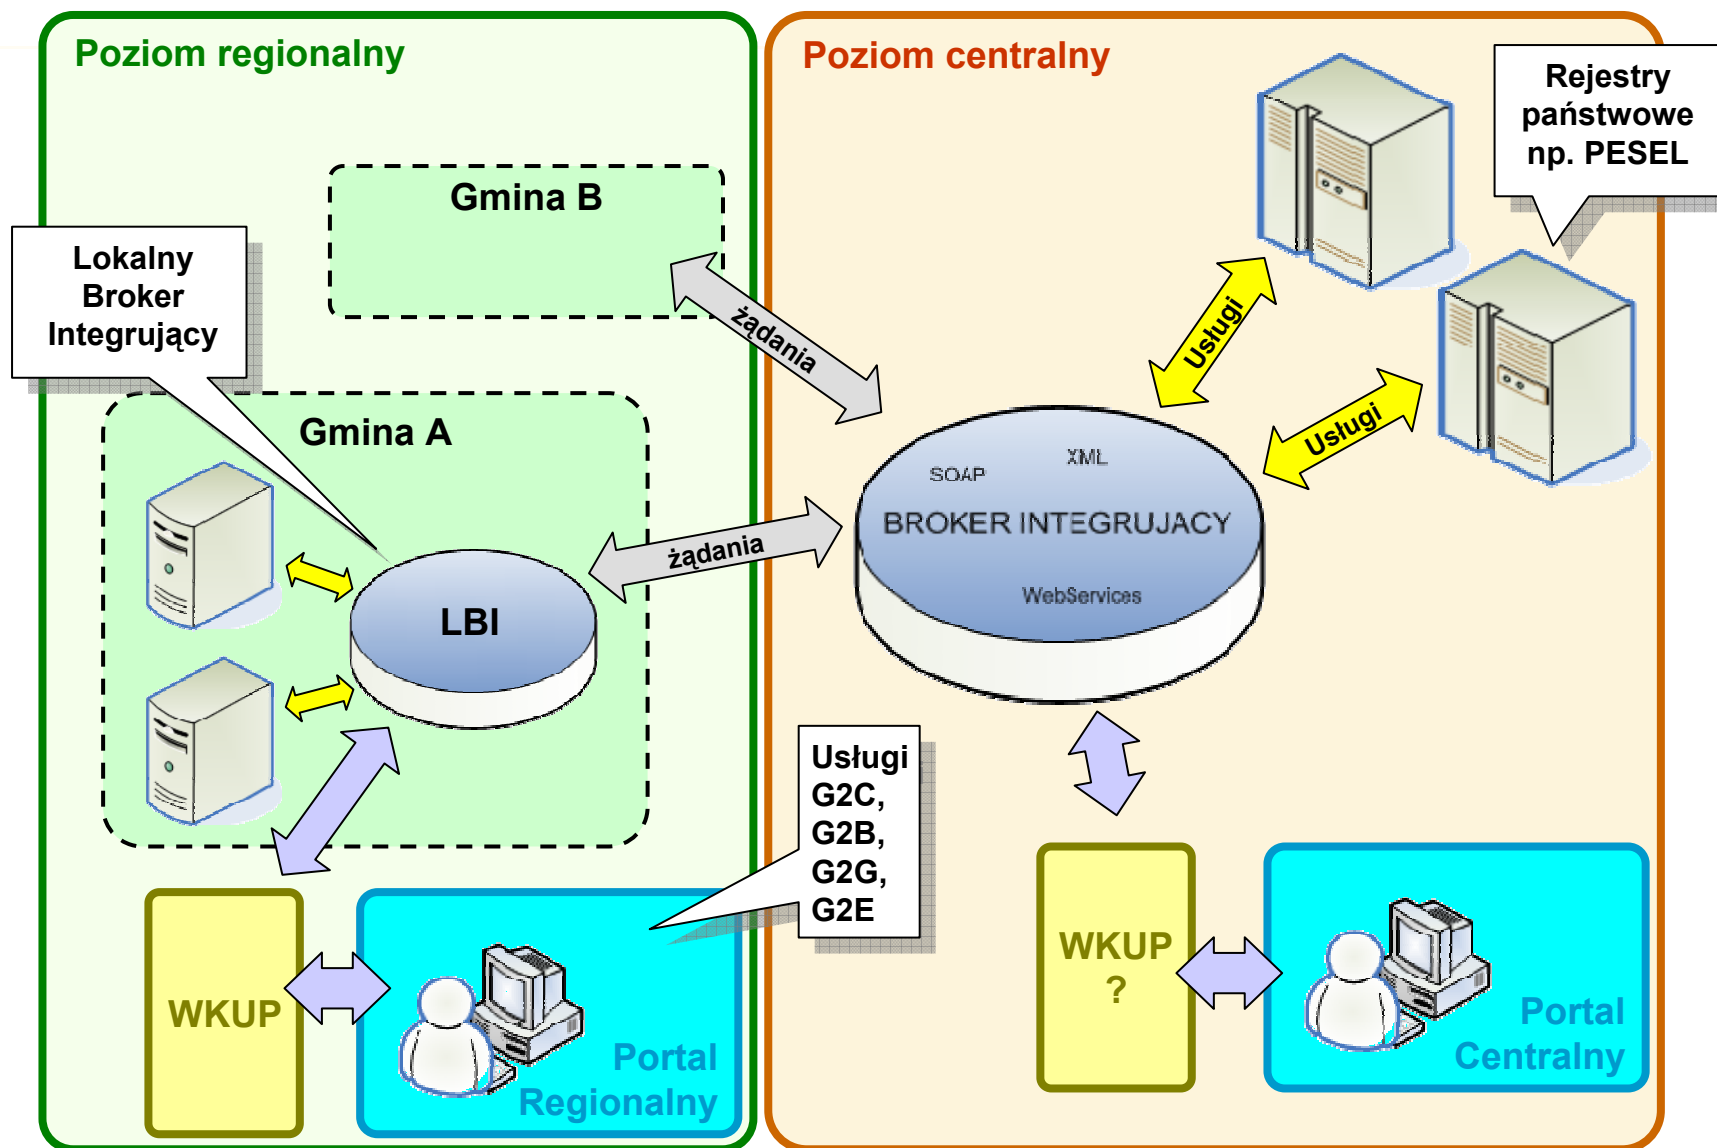 Poziom regionalny
Poziom centralny
Rejestry
państwowe
np. PESEL
Gmina B
Lokalny
Broker
Integrujący
żądania
Usługi
Usługi
Gmina A
SOAP
XML
BROKER INTEGRUJACY
WebServices
żądania
LBI
Usługi
G2C,
G2B,
G2G,
G2E
WKUP
Portal
Regionalny
WKUP
?
Portal
Centralny